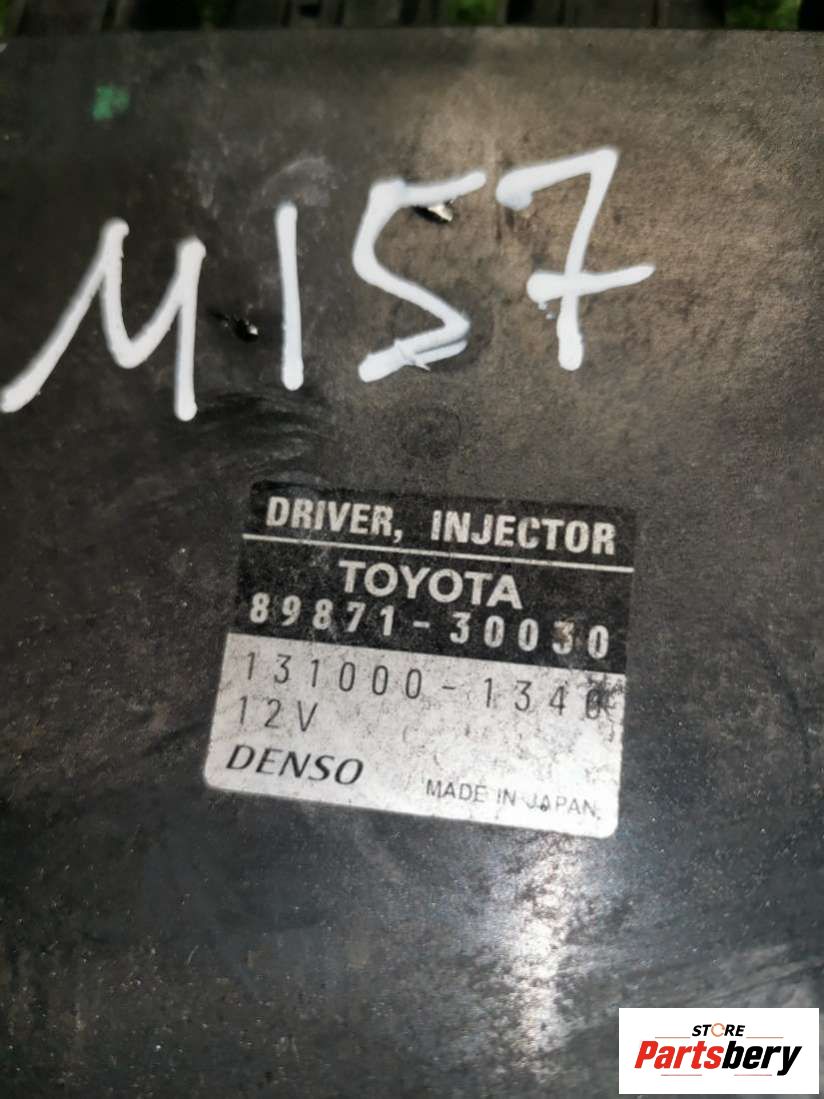 M157
DRIVER, INJECTOR
TOYOTA
89871-30030
131000-1340
12V
DENSO
MADE IN JAPAN
STORE
Partsbery